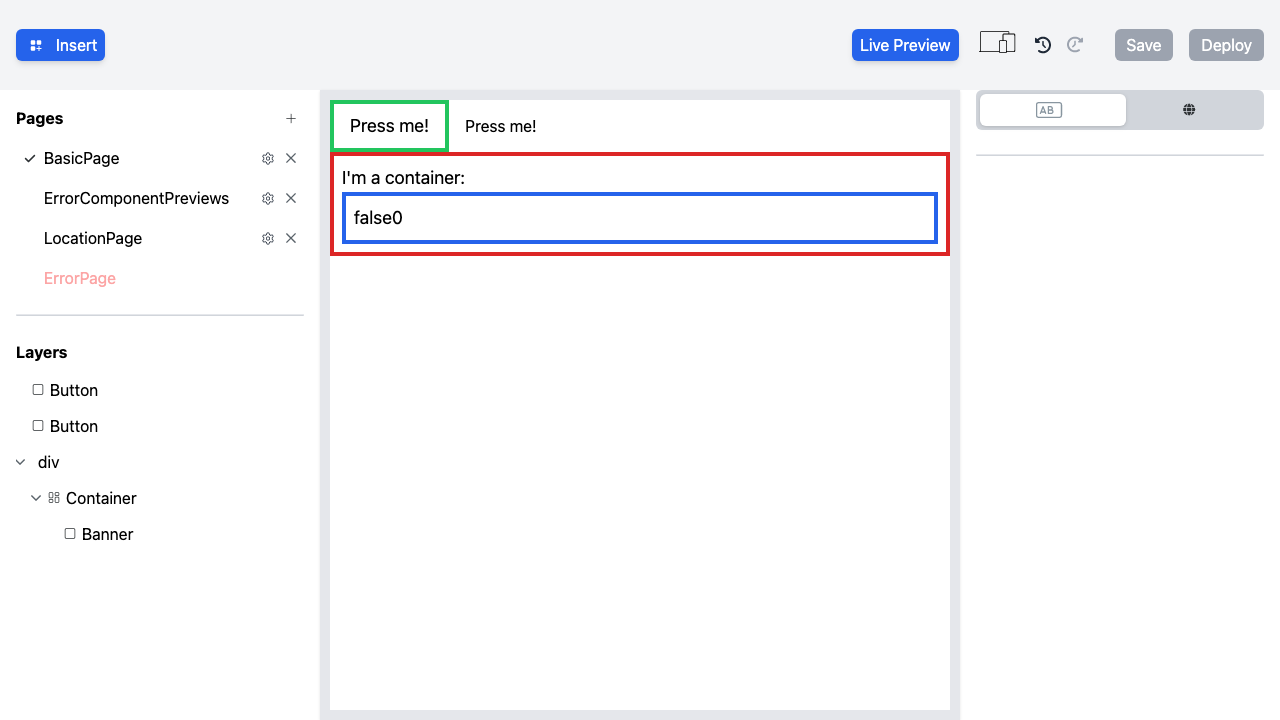 Insert
Live Preview
Save
Deploy
Pages
BasicPage
ErrorComponentPreviews
LocationPage
ErrorPage
Layers
Button
Button
div
Container
Banner
Press me!
Press me!
I'm a container:
false0
AB